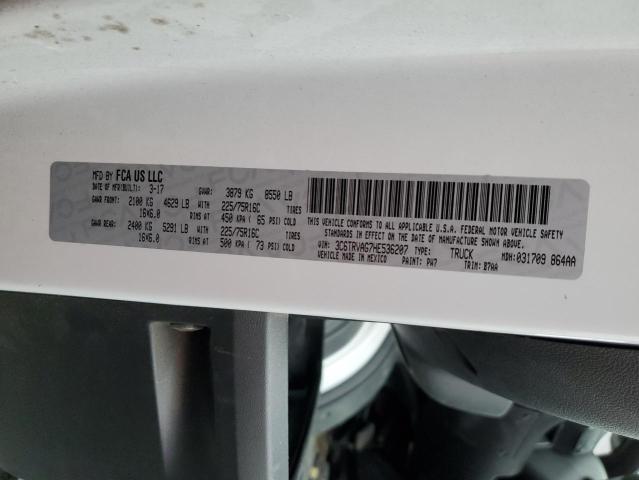 MFD BY FCA US LLC
DATE OF MFR(BUILT): 3-17 GVWR: 3879 KG 8550 LB
GAWR FRONT: 2100 KG 4629 LB WITH 225/75R16C TIRES
16X6.0 RIMS AT 450 KPA ( 65 PSI) COLD
GAWR REAR: 2400 KG 5291 LB WITH 225/75R16C TIRES
16X6.0 RIMS AT 500 KPA ( 73 PSI) COLD
THIS VEHICLE CONFORMS TO ALL APPLICABLE U.S.A. FEDERAL MOTOR VEHICLE SAFETY
STANDARDS IN EFFECT ON THE DATE OF MANUFACTURE SHOWN ABOVE.
VIN: 3C6TRVAG7HE536207 TYPE: TRUCK MDH: 031709 864AA
VEHICLE MADE IN MEXICO PAINT: PW7 TRIM: B7AA